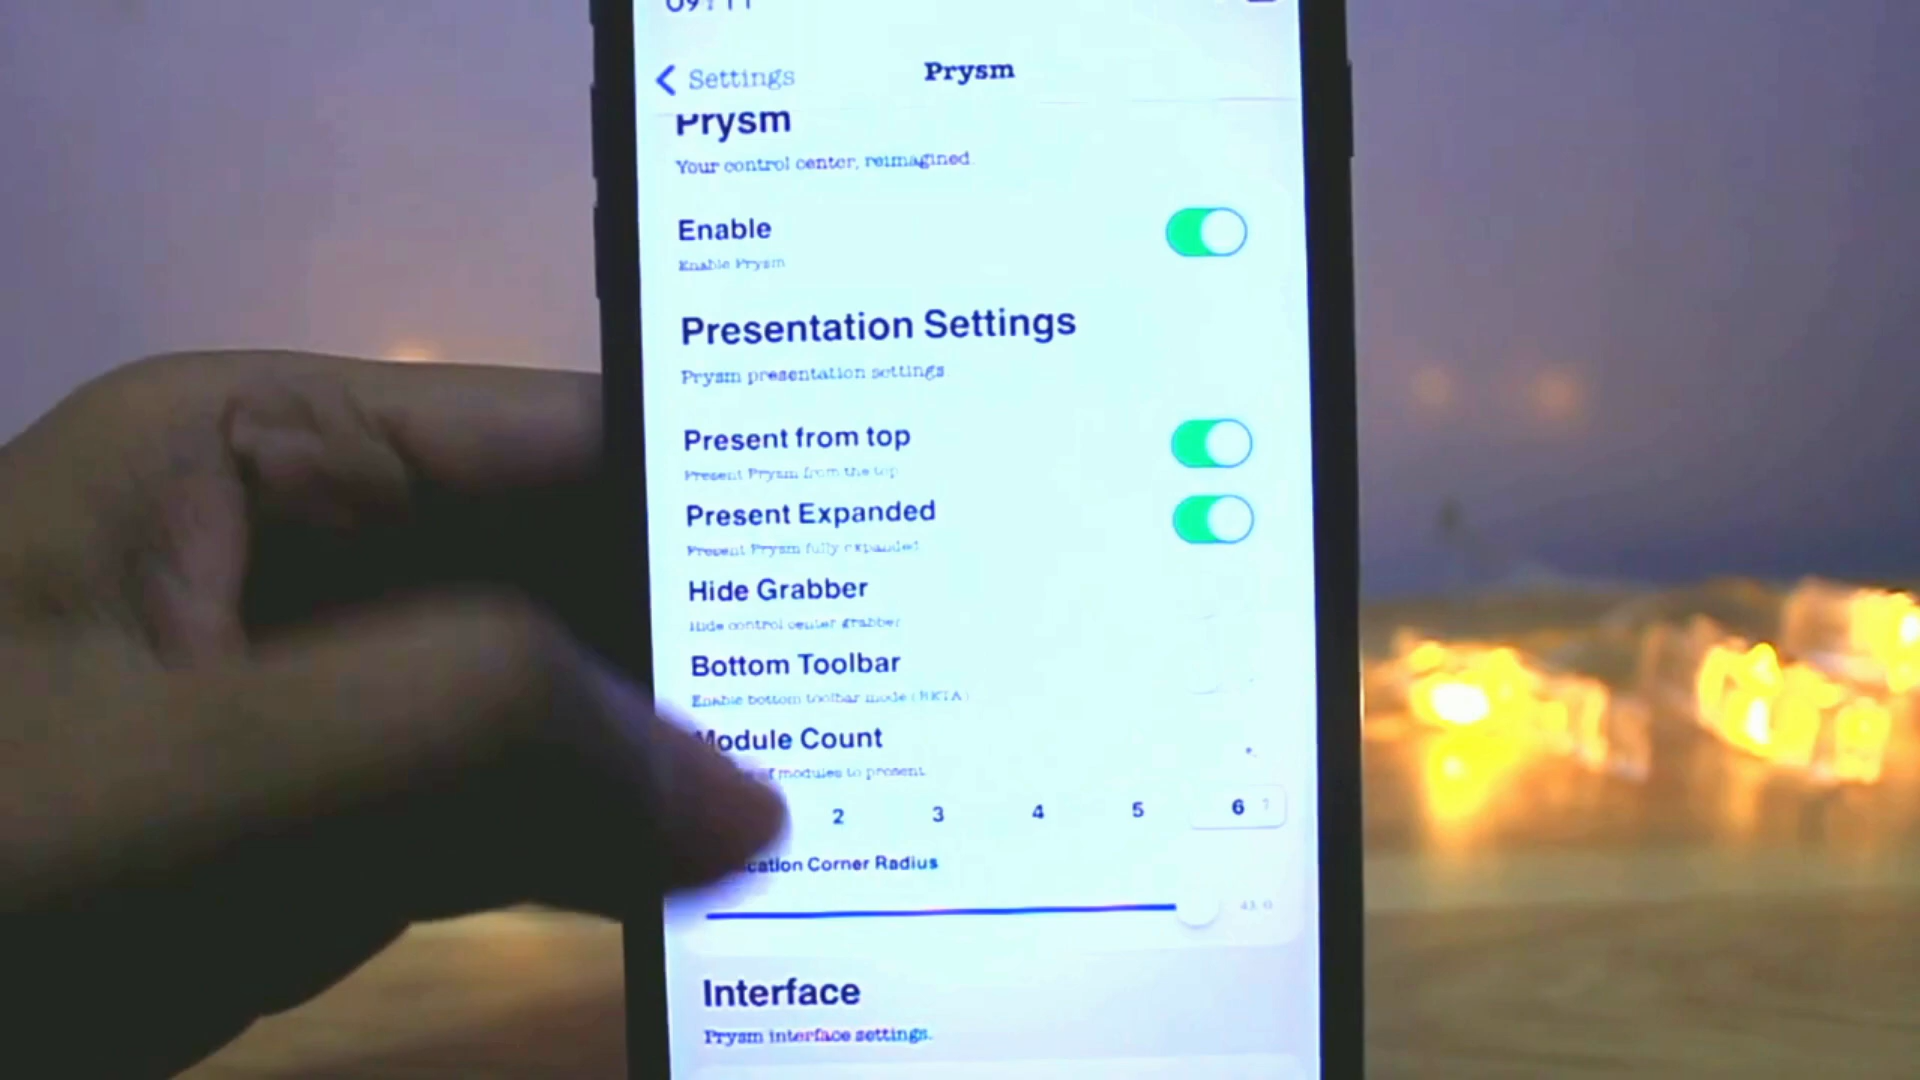 09:11
Settings
Prysm
Prysm
Your control center, reimagined.
Enable
Enable Prysm
Presentation Settings
Prysm presentation settings
Present from top
Present Prysm from the top
Present Expanded
Present Prysm fully expanded
Hide Grabber
Hide control center grabber
Bottom Toolbar
Enable bottom toolbar mode (BETA)
Module Count
of modules to present
2 3 4 5 6
Corner Radius
Interface
Prysm interface settings.